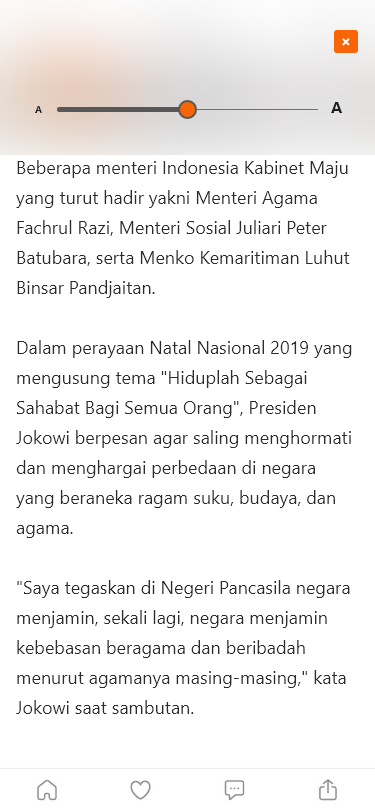 A A
Beberapa menteri Indonesia Kabinet Maju
yang turut hadir yakni Menteri Agama
Fachrul Razi, Menteri Sosial Juliari Peter
Batubara, serta Menko Kemaritiman Luhut
Binsar Pandjaitan.
Dalam perayaan Natal Nasional 2019 yang
mengusung tema "Hiduplah Sebagai
Sahabat Bagi Semua Orang", Presiden
Jokowi berpesan agar saling menghormati
dan menghargai perbedaan di negara
yang beraneka ragam suku, budaya, dan
agama.
"Saya tegaskan di Negeri Pancasila negara
menjamin, sekali lagi, negara menjamin
kebebasan beragama dan beribadah
menurut agamanya masing-masing," kata
Jokowi saat sambutan.